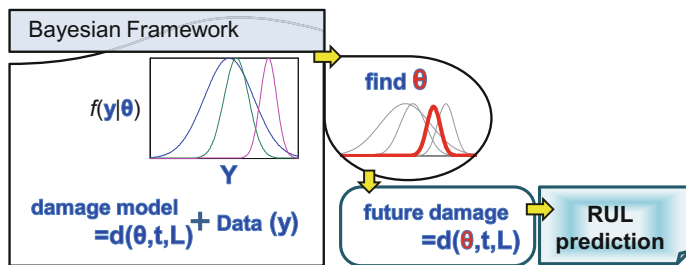 Bayesian Framework
f(y|θ)
Y
damage model
=d(θ,t,L)
+ Data (y)
find θ
future damage
=d(θ,t,L)
RUL
prediction